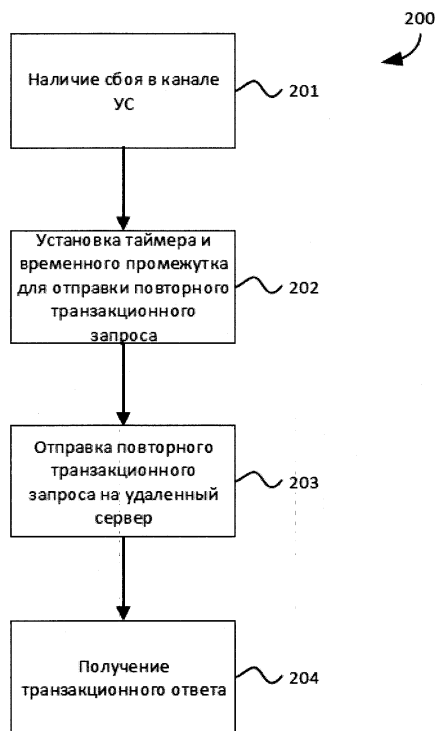 200
Наличие сбоя в канале
УС
201
Установка таймера и
временного промежутка
для отправки повторного
транзакционного
запроса
202
Отправка повторного
транзакционного
запроса на удаленный
сервер
203
Получение
транзакционного ответа
204